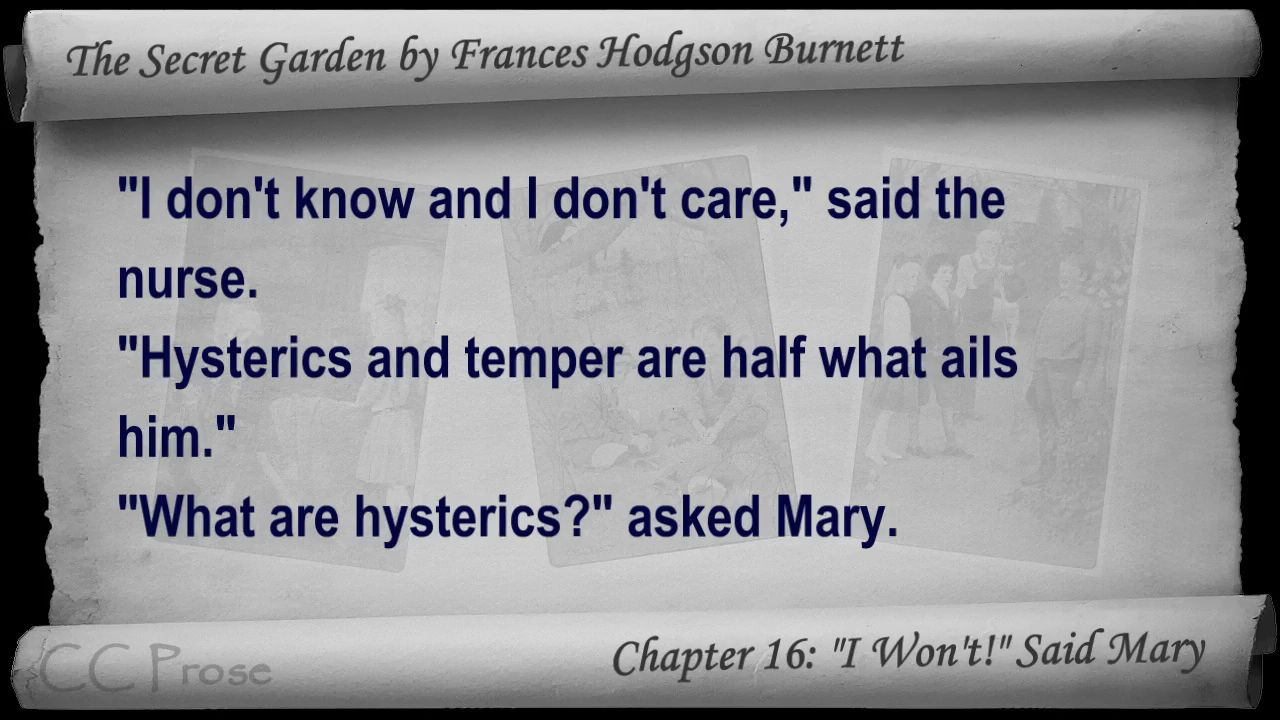 The Secret Garden by Frances Hodgson Burnett
"I don't know and I don't care," said the
nurse.
"Hysterics and temper are half what ails
him."
"What are hysterics?" asked Mary.
CC Prose
Chapter 16: "I Won't!" Said Mary